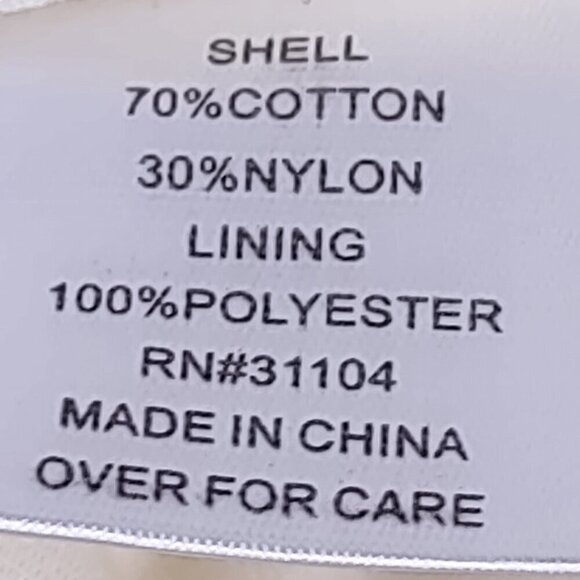 SHELL
70%COTTON
30%NYLON
LINING
100%POLYESTER
RN#31104
MADE IN CHINA
OVER FOR CARE